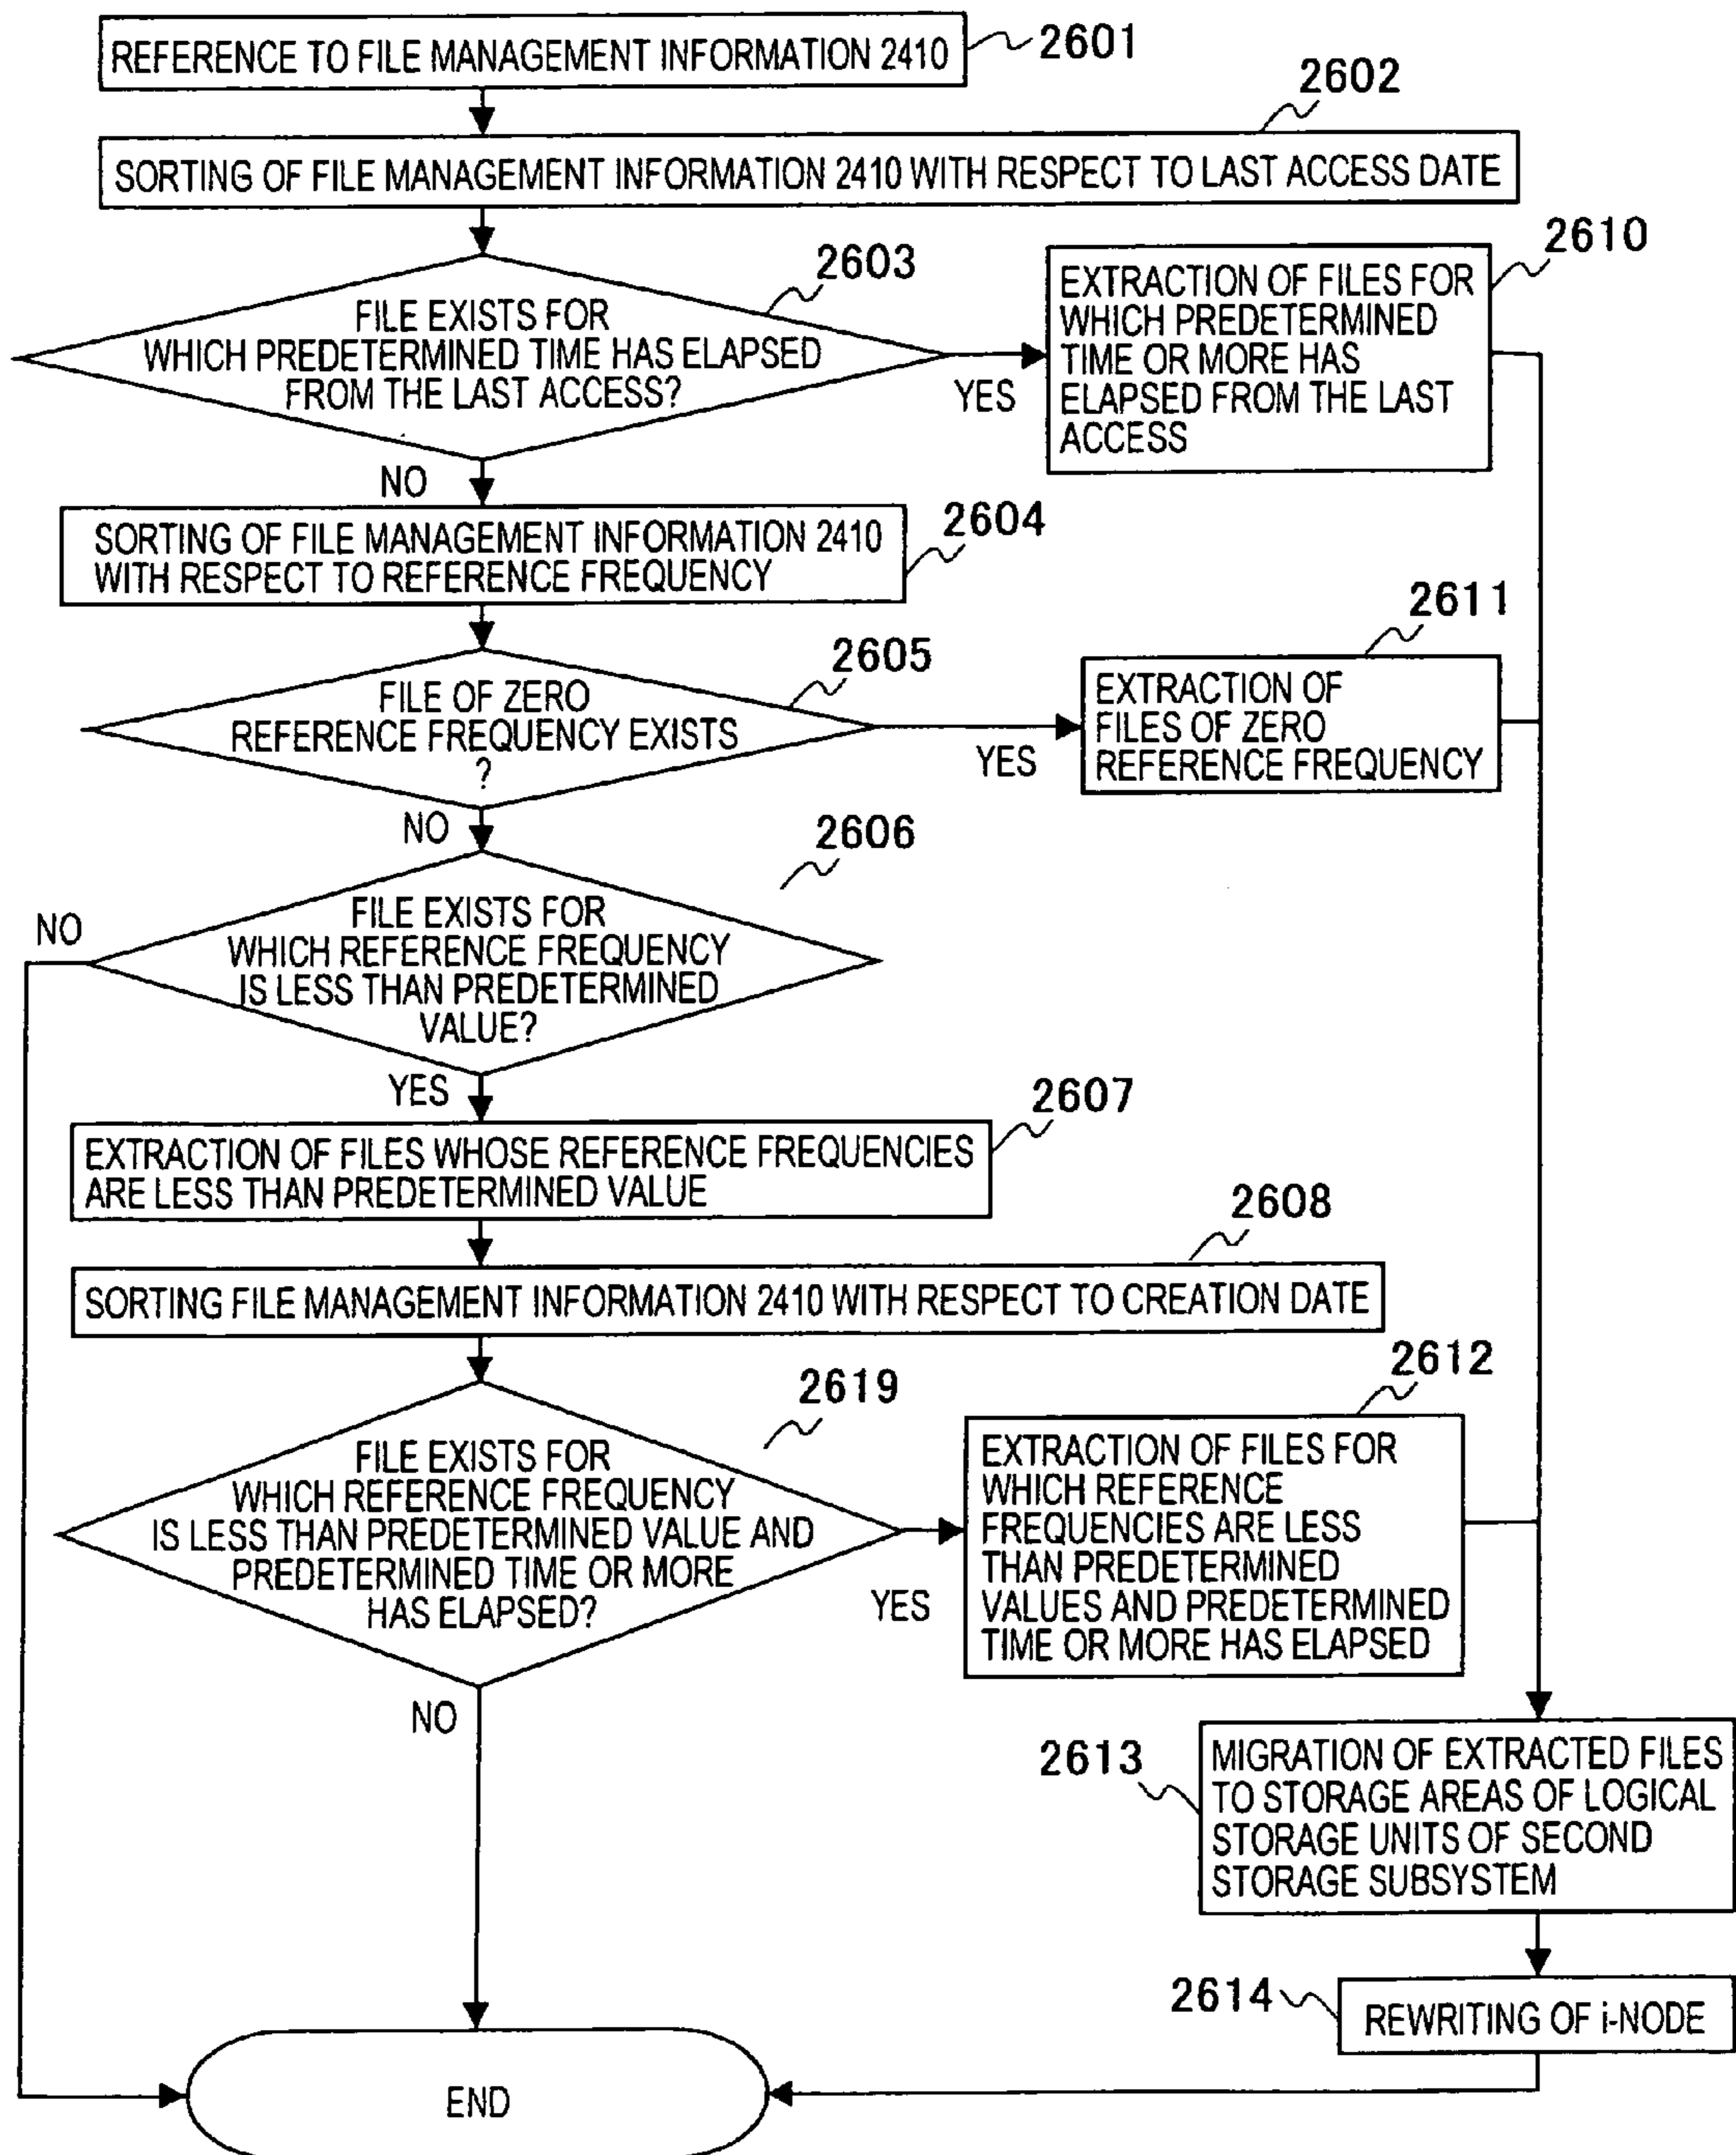 REFERENCE TO FILE MANAGEMENT INFORMATION 2410
2601
2602
SORTING OF FILE MANAGEMENT INFORMATION 2410 WITH RESPECT TO LAST ACCESS DATE
2603
FILE EXISTS FOR
WHICH PREDETERMINED TIME HAS ELAPSED
FROM THE LAST ACCESS?
YES
NO
2610
EXTRACTION OF FILES FOR
WHICH PREDETERMINED
TIME OR MORE HAS
ELAPSED FROM THE LAST
ACCESS
2604
SORTING OF FILE MANAGEMENT INFORMATION 2410
WITH RESPECT TO REFERENCE FREQUENCY
2605
FILE OF ZERO
REFERENCE FREQUENCY EXISTS
?
YES
NO
2611
EXTRACTION OF
FILES OF ZERO
REFERENCE FREQUENCY
2606
NO
FILE EXISTS FOR
WHICH REFERENCE FREQUENCY
IS LESS THAN PREDETERMINED
VALUE?
YES
2607
EXTRACTION OF FILES WHOSE REFERENCE FREQUENCIES
ARE LESS THAN PREDETERMINED VALUE
2608
SORTING FILE MANAGEMENT INFORMATION 2410 WITH RESPECT TO CREATION DATE
2619
FILE EXISTS FOR
WHICH REFERENCE FREQUENCY
IS LESS THAN PREDETERMINED VALUE AND
PREDETERMINED TIME OR MORE
HAS ELAPSED?
YES
NO
2612
EXTRACTION OF FILES FOR
WHICH REFERENCE
FREQUENCIES ARE LESS
THAN PREDETERMINED
VALUES AND PREDETERMINED
TIME OR MORE HAS ELAPSED
2613
MIGRATION OF EXTRACTED FILES
TO STORAGE AREAS OF LOGICAL
STORAGE UNITS OF SECOND
STORAGE SUBSYSTEM
2614
REWRITING OF i-NODE
END